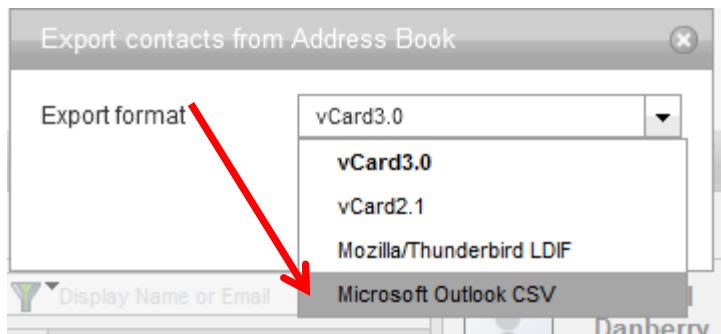 Export contacts from Address Book
Export format
vCard3.0
vCard3.0
vCard2.1
Mozilla/Thunderbird LDIF
Microsoft Outlook CSV
Display Name or Email
Danberry